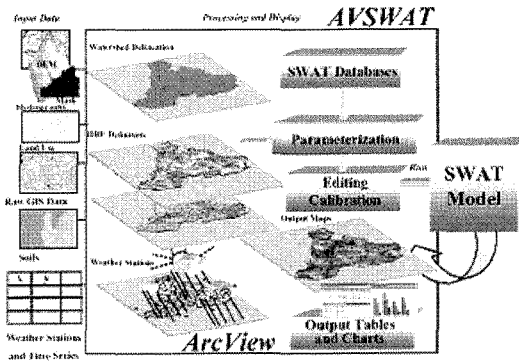 Input Data
Processing and Display
AVSWAT
DEM
Mask
Watershed Delineation
SWAT Databases
Hydrography
HRU Definition
Parameterization
Land Use
Run
SWAT
Model
Editing
Calibration
Raw GIS Data
Output Maps
Soils
Weather Stations
Output Tables
and Charts
ArcView
Weather Stations
and Time Series